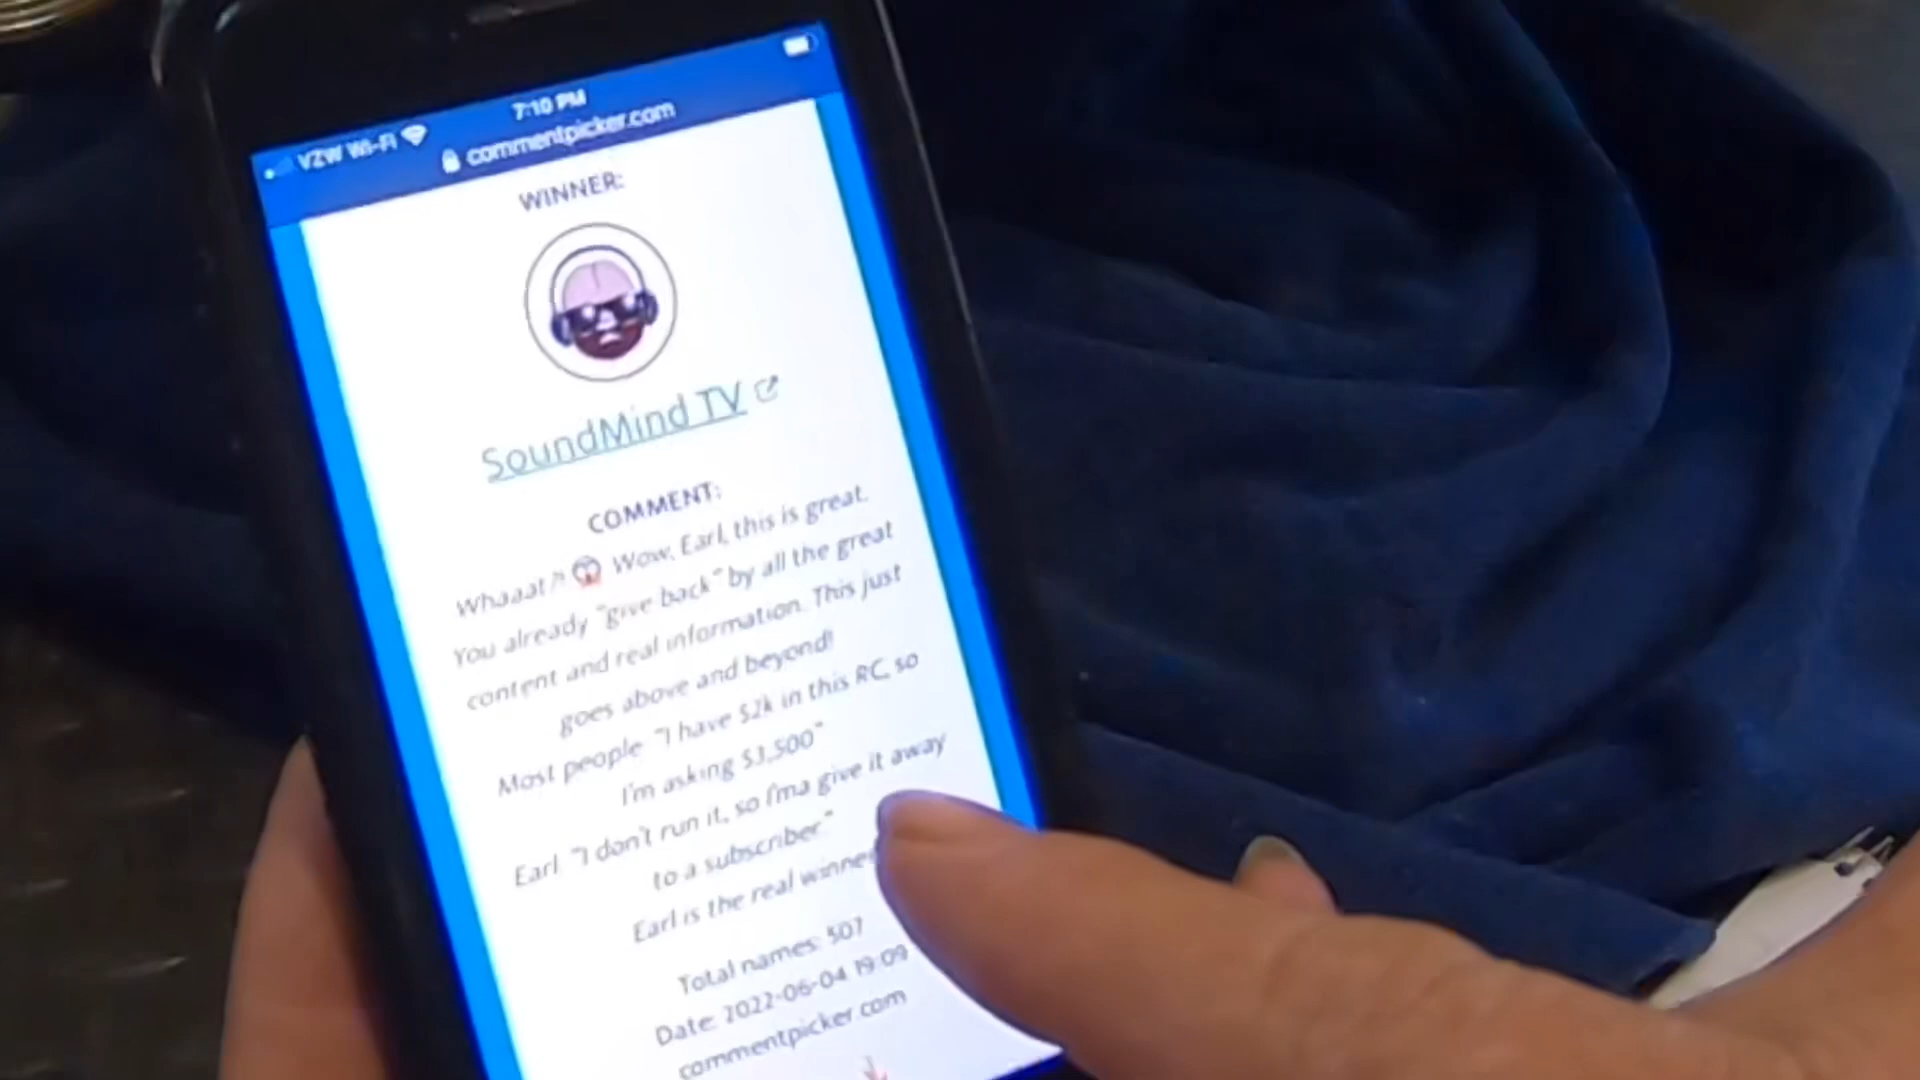 7:10 PM
VZW Wi-Fi
commentpicker.com
WINNER:
SoundMind TV
COMMENT:
Whaaat?! 😱 Wow, Earl, this is great.
You already "give back" by all the great
content and real information. This just
goes above and beyond!
Most people: "I have $2k in this RC, so
I'm asking $3,500"
Earl: "I don't run it, so I'ma give it away
to a subscriber."
Earl is the real winner
Total names: 507
Date: 2022-06-04 19:09
commentpicker.com